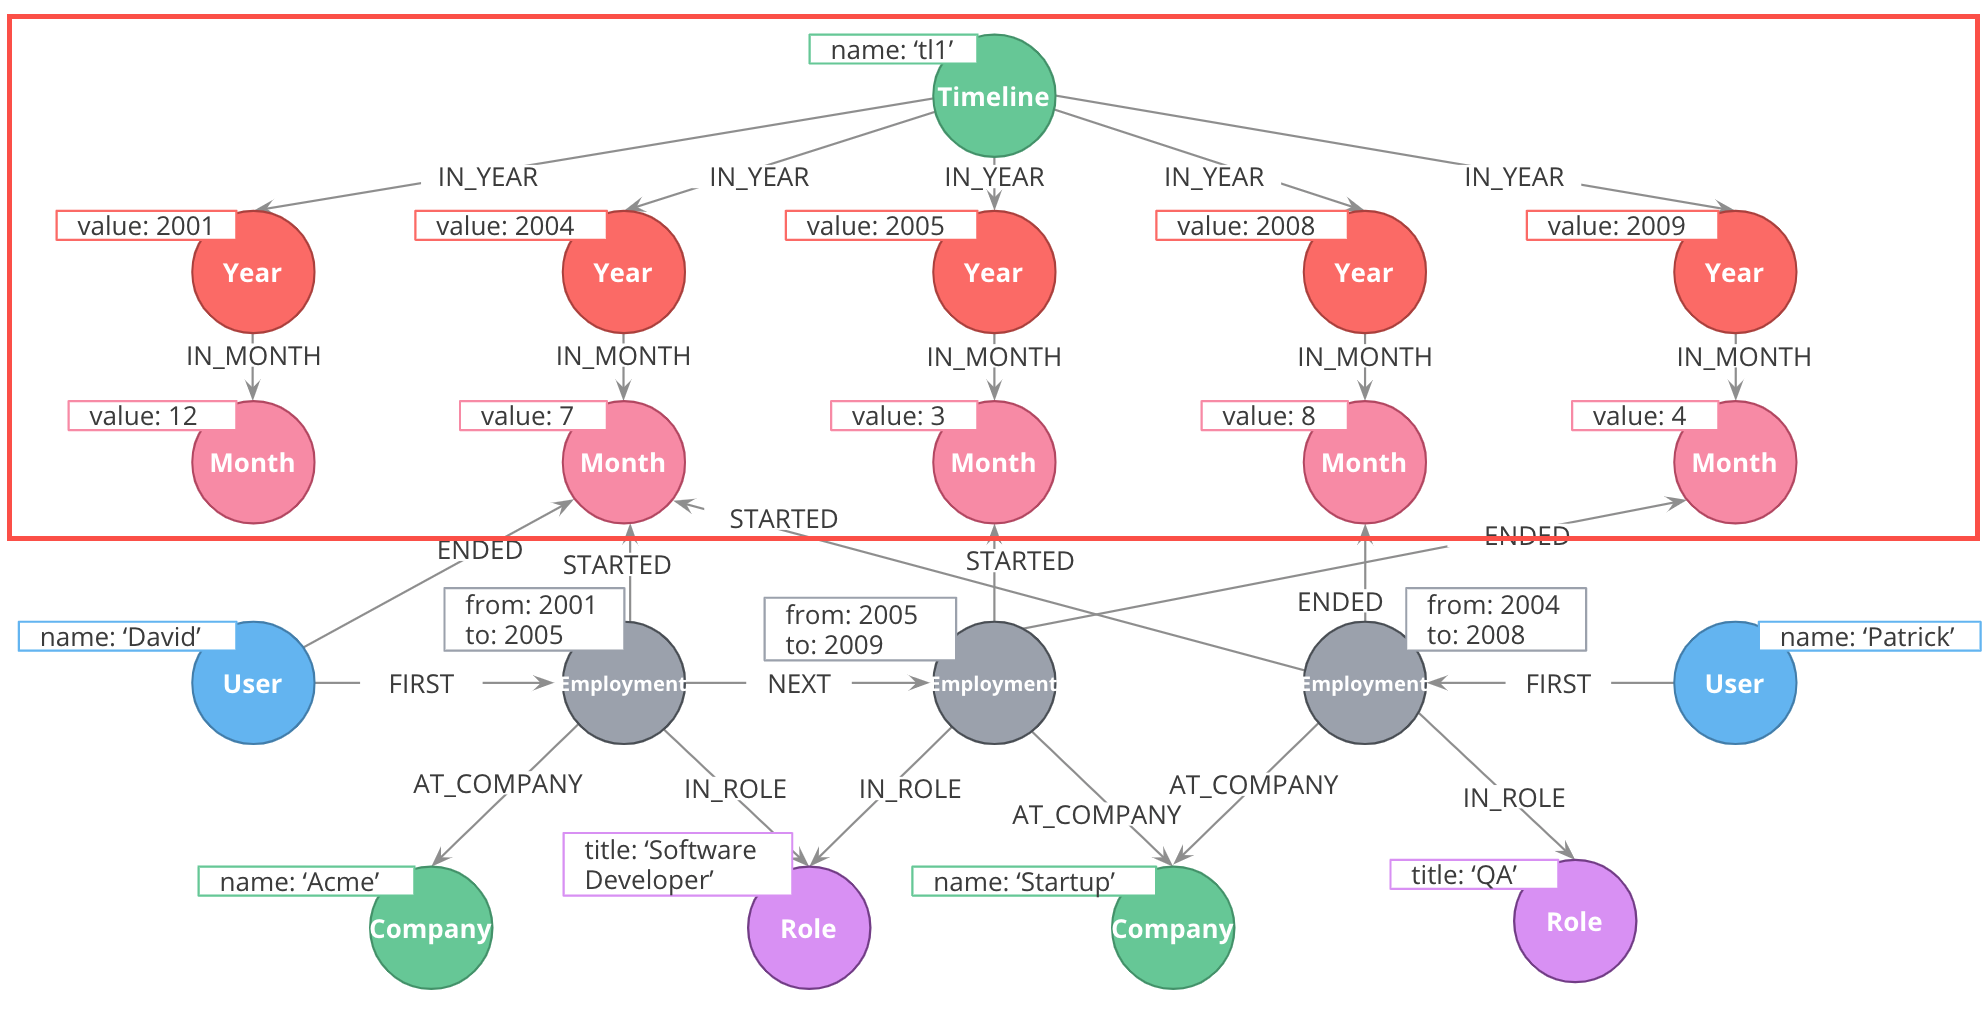 name: ‘tl1’
Timeline
IN_YEAR
IN_YEAR
IN_YEAR
IN_YEAR
IN_YEAR
value: 2001
value: 2004
value: 2005
value: 2008
value: 2009
Year
Year
Year
Year
Year
IN_MONTH
IN_MONTH
IN_MONTH
IN_MONTH
IN_MONTH
value: 12
value: 7
value: 3
value: 8
value: 4
Month
Month
Month
Month
Month
STARTED
ENDED
ENDED
STARTED
STARTED
ENDED
from: 2001
to: 2005
from: 2005
to: 2009
from: 2004
to: 2008
name: ‘David’
name: ‘Patrick’
User
FIRST
Employment
NEXT
Employment
Employment
FIRST
User
AT_COMPANY
IN_ROLE
IN_ROLE
AT_COMPANY
AT_COMPANY
IN_ROLE
name: ‘Acme’
title: ‘Software
Developer’
name: ‘Startup’
title: ‘QA’
Company
Role
Company
Role